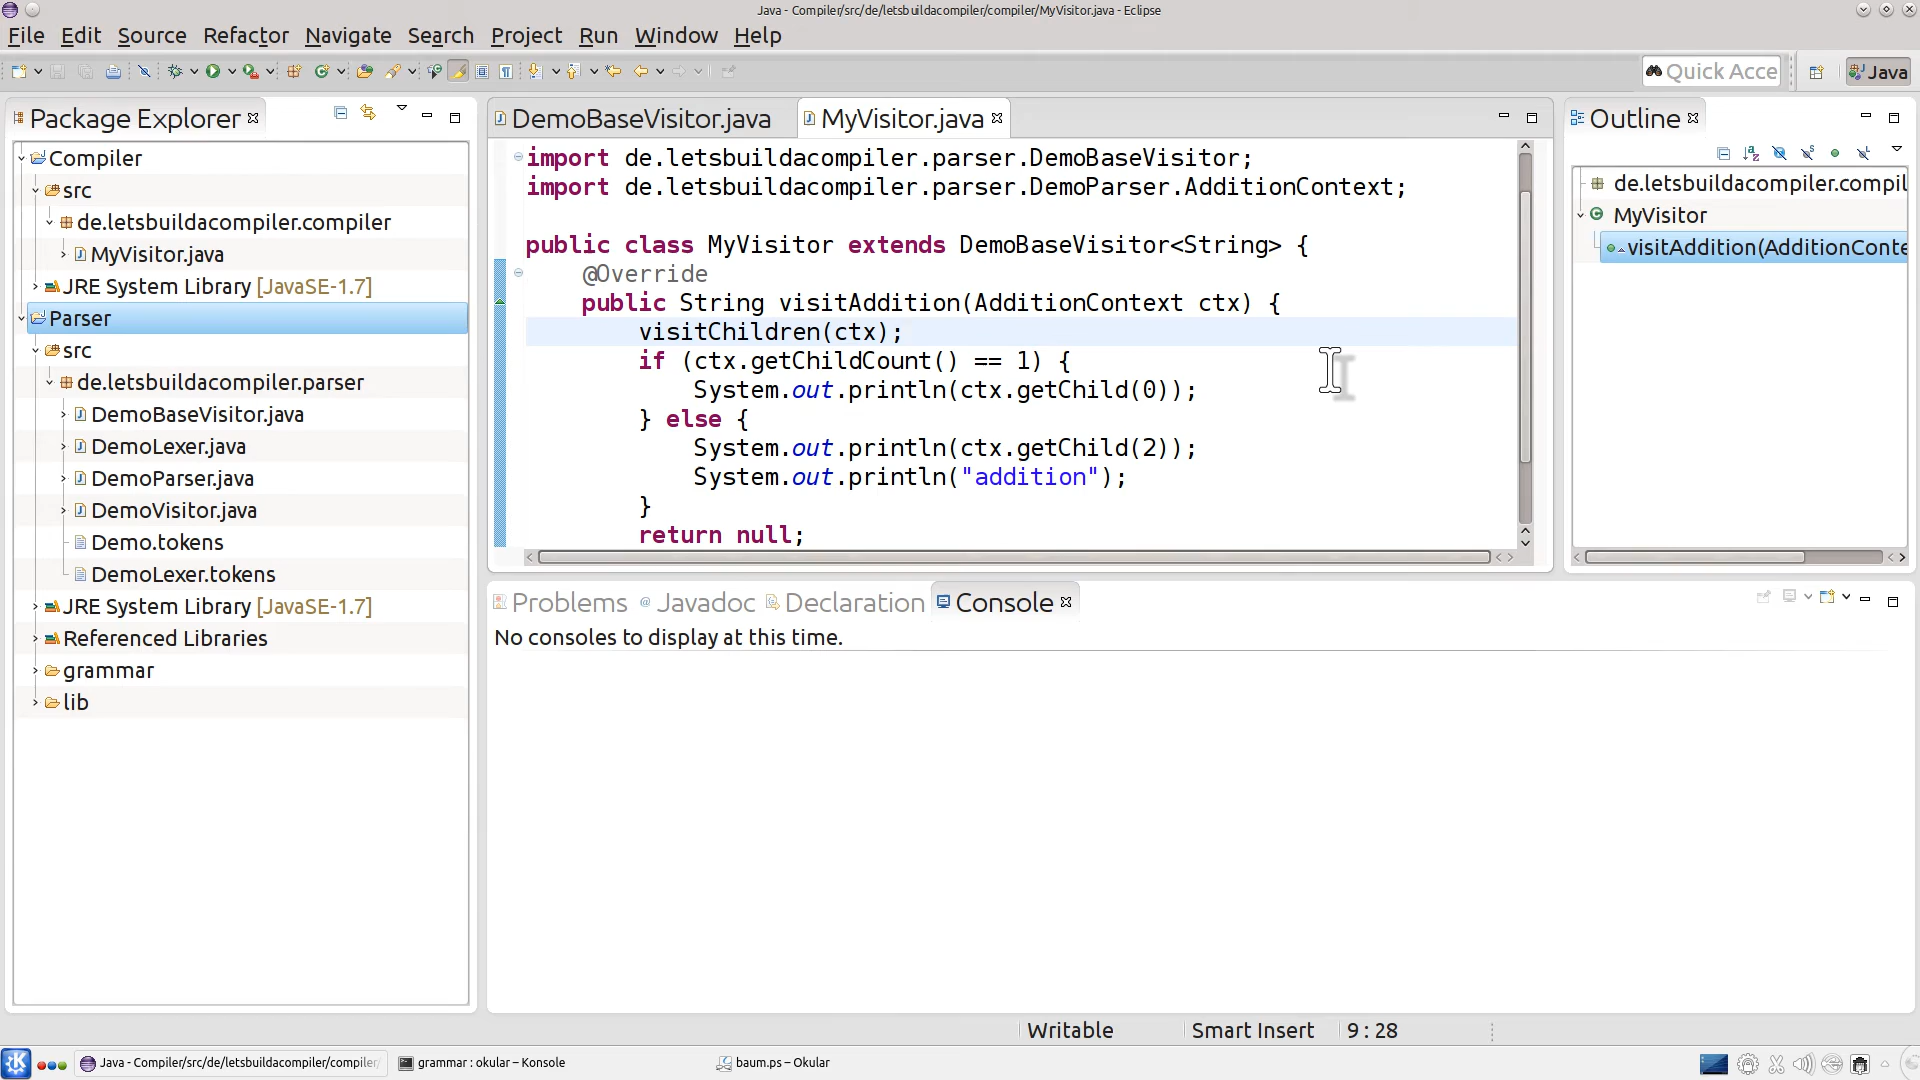 Java - Compiler/src/de/letsbuildacompiler/compiler/MyVisitor.java - Eclipse
File Edit Source Refactor Navigate Search Project Run Window Help
Quick Acce
Java
Package Explorer
Compiler
src
de.letsbuildacompiler.compiler
MyVisitor.java
JRE System Library [JavaSE-1.7]
Parser
src
de.letsbuildacompiler.parser
DemoBaseVisitor.java
DemoLexer.java
DemoParser.java
DemoVisitor.java
Demo.tokens
DemoLexer.tokens
JRE System Library [JavaSE-1.7]
Referenced Libraries
grammar
lib
DemoBaseVisitor.java MyVisitor.java
import de.letsbuildacompiler.parser.DemoBaseVisitor;
import de.letsbuildacompiler.parser.DemoParser.AdditionContext;
public class MyVisitor extends DemoBaseVisitor<String> {
@Override
public String visitAddition(AdditionContext ctx) {
visitChildren(ctx);
if (ctx.getChildCount() == 1) {
System.out.println(ctx.getChild(0));
} else {
System.out.println(ctx.getChild(2));
System.out.println("addition");
}
return null;
Outline
de.letsbuildacompil
MyVisitor
visitAddition(AdditionConte
Problems Javadoc Declaration Console
No consoles to display at this time.
Writable Smart Insert 9 : 28
Java - Compiler/src/de/letsbuildacompiler/compiler/ grammar : okular – Konsole baum.ps – Okular